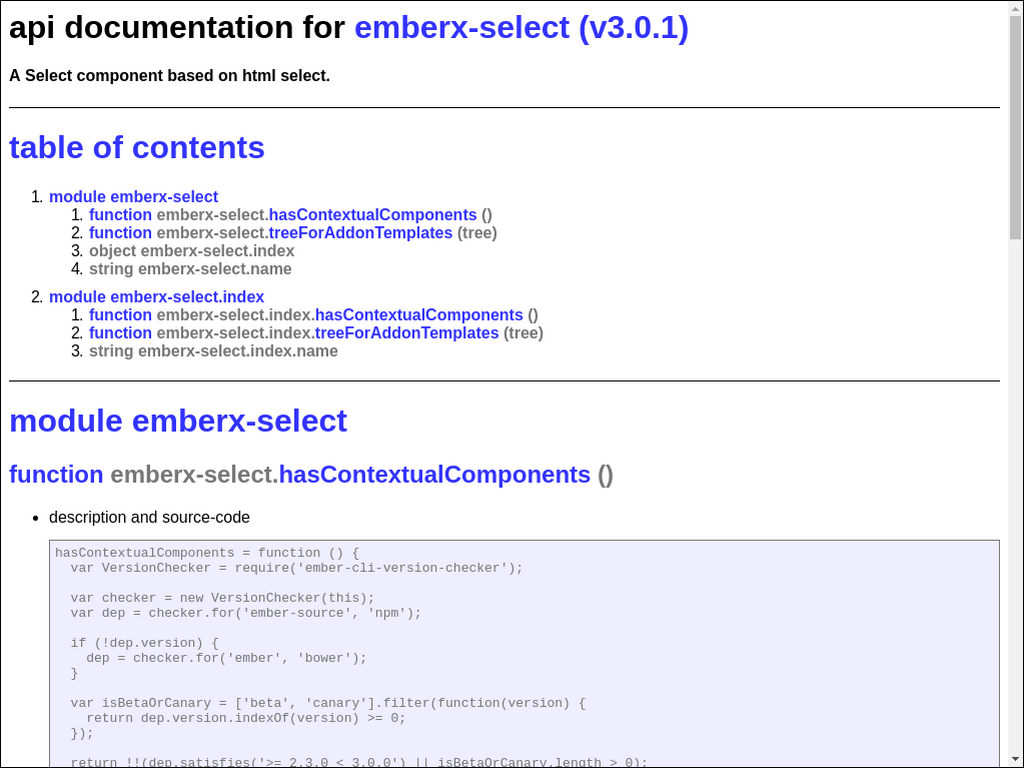 api documentation for emberx-select (v3.0.1)
A Select component based on html select.
table of contents
1. module emberx-select
1. function emberx-select.hasContextualComponents ()
2. function emberx-select.treeForAddonTemplates (tree)
3. object emberx-select.index
4. string emberx-select.name
2. module emberx-select.index
1. function emberx-select.index.hasContextualComponents ()
2. function emberx-select.index.treeForAddonTemplates (tree)
3. string emberx-select.index.name
module emberx-select
function emberx-select.hasContextualComponents ()
• description and source-code
hasContextualComponents = function () {
  var VersionChecker = require('ember-cli-version-checker');
  var checker = new VersionChecker(this);
  var dep = checker.for('ember-source', 'npm');
  if (!dep.version) {
    dep = checker.for('ember', 'bower');
  }
  var isBetaOrCanary = ['beta', 'canary'].filter(function(version) {
    return dep.version.indexOf(version) >= 0;
  });
  return !!(dep.satisfies('>= 2.3.0 < 3.0.0') || isBetaOrCanary.length > 0);